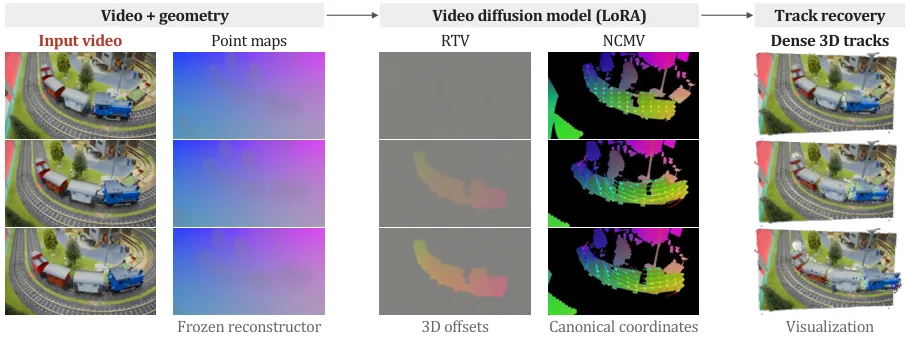 Video + geometry
Video diffusion model (LoRA)
Track recovery
Input video
Point maps
RTV
NCMV
Dense 3D tracks
Frozen reconstructor
3D offsets
Canonical coordinates
Visualization